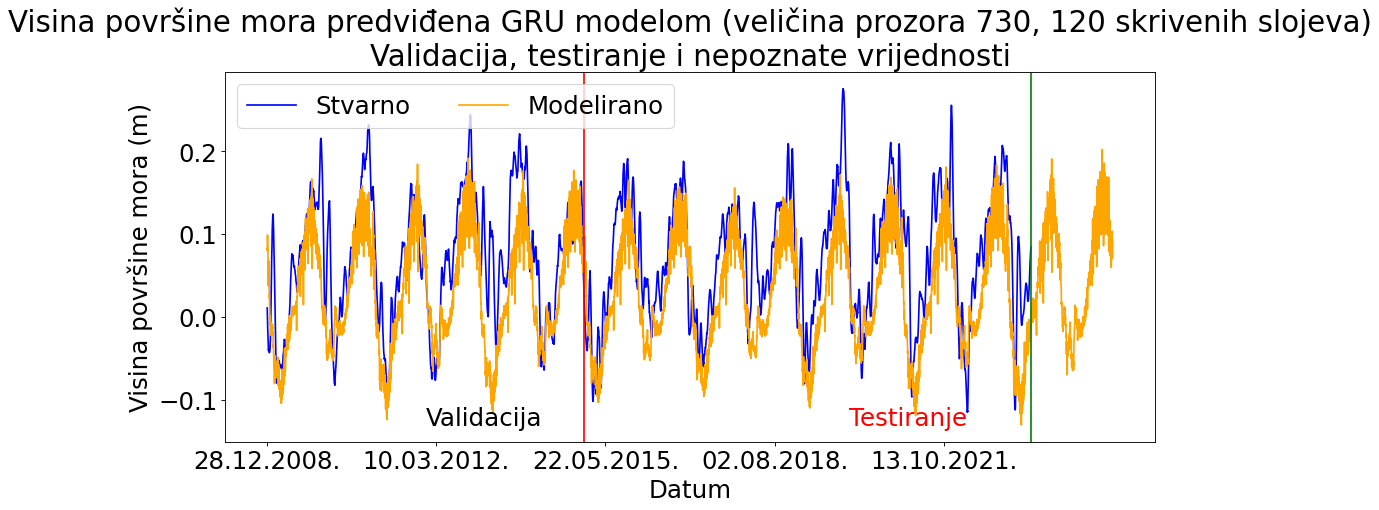 Visina površine mora predviđena GRU modelom (veličina prozora 730, 120 skrivenih slojeva)
Validacija, testiranje i nepoznate vrijednosti
Stvarno
Modelirano
Visina površine mora (m)
0.2
0.1
0.0
−0.1
Validacija
Testiranje
28.12.2008.
10.03.2012.
22.05.2015.
02.08.2018.
13.10.2021.
Datum